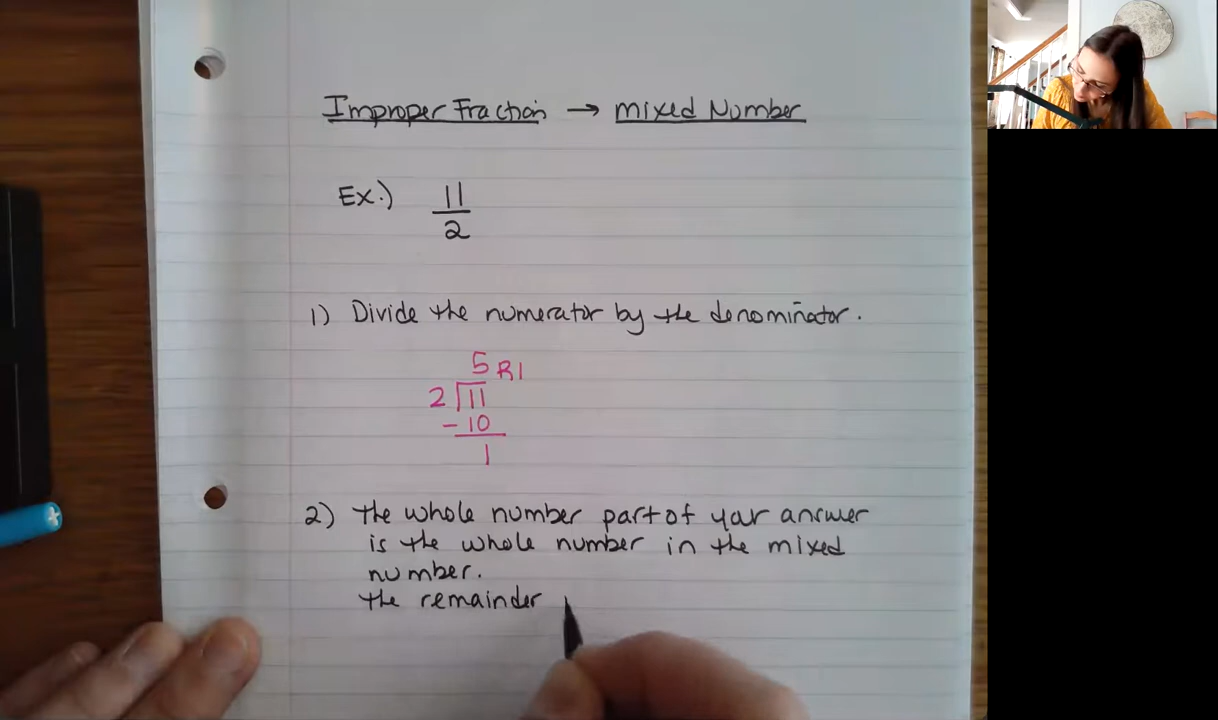 Improper Fraction → mixed Number
Ex.) 11/2
1) Divide the numerator by the denominator.
5 R1
2 11
- 10
1
2) the whole number part of your answer
is the whole number in the mixed
number.
the remainder